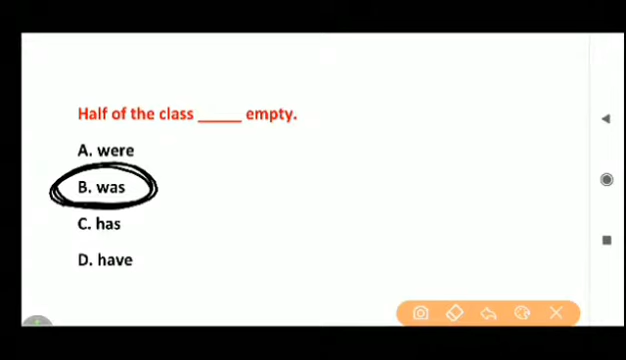 Half of the class _____ empty.
A. were
B. was
C. has
D. have